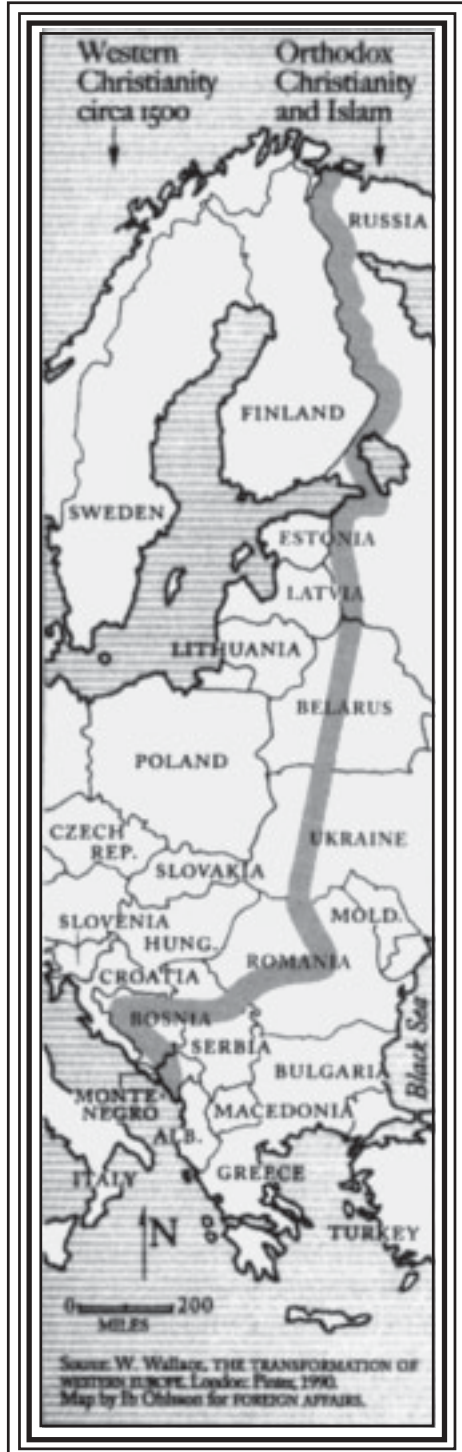 Western
Christianity
circa 1500
Orthodox
Christianity
and Islam
RUSSIA
FINLAND
SWEDEN
ESTONIA
LATVIA
LITHUANIA
BELARUS
POLAND
CZECH
REP.
UKRAINE
SLOVAKIA
MOLD.
SLOVENIA
HUNG.
ROMANIA
CROATIA
BOSNIA
SERBIA
Black Sea
BULGARIA
MONTE-
NEGRO
MACEDONIA
ALB.
ITALY
GREECE
TURKEY
N
0 200
MILES
Source: W. Wallace, THE TRANSFORMATION OF
WESTERN EUROPE. London: Pinter, 1990.
Map by Ib Ohlsson for FOREIGN AFFAIRS.